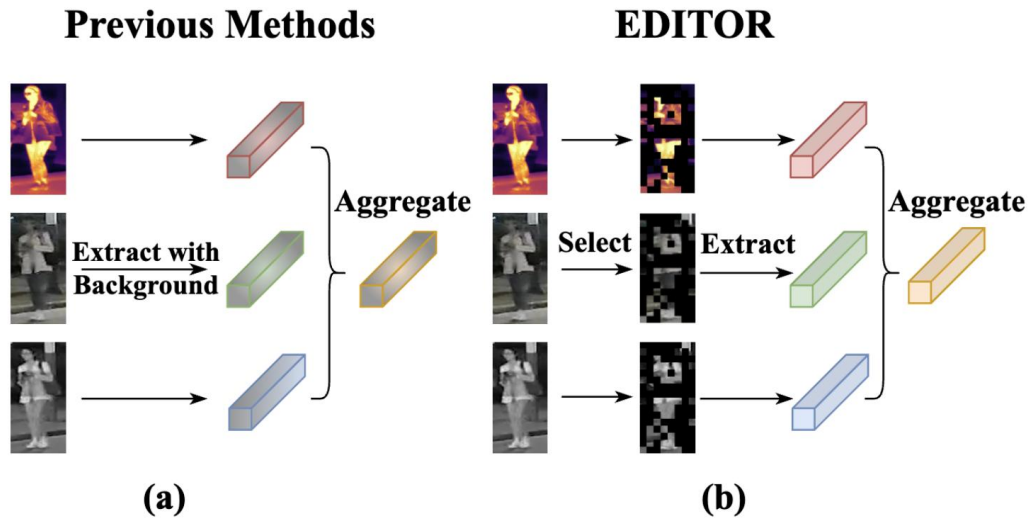 Previous Methods
EDITOR
Aggregate
Extract with
Background
Select
Extract
Aggregate
(a)
(b)